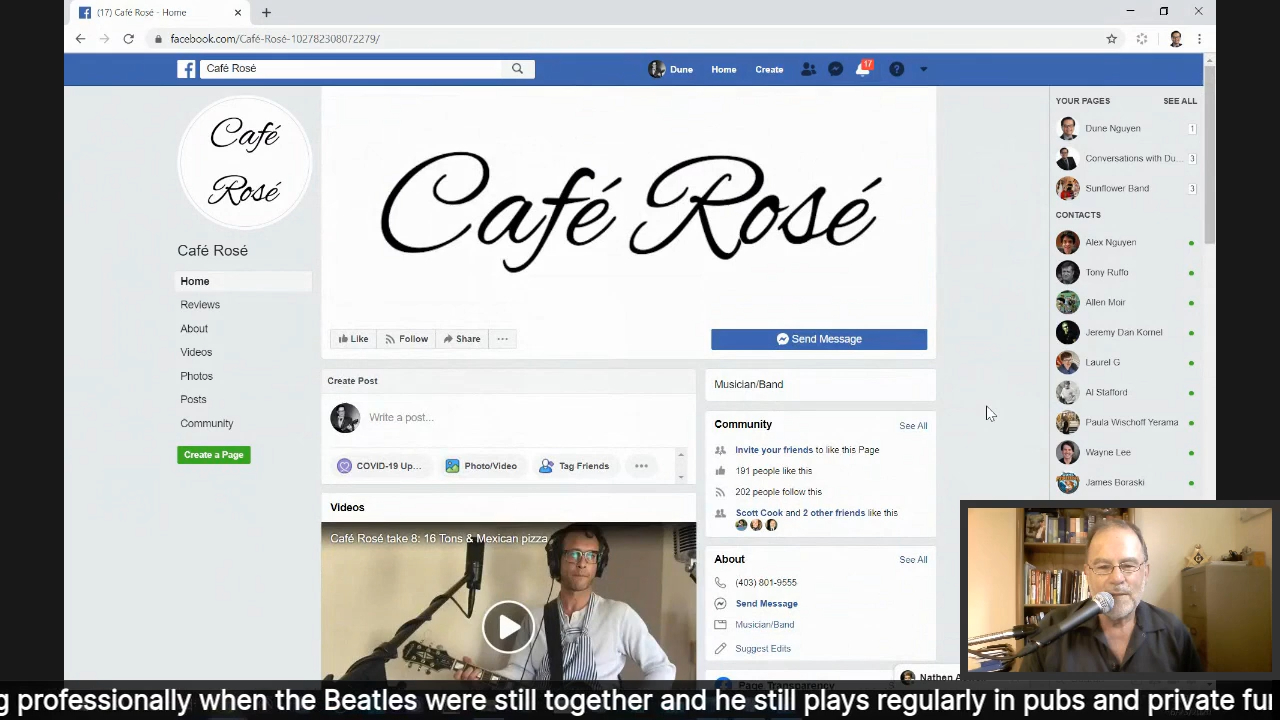 (17) Café Rosé - Home
facebook.com/Café-Rosé-102782308072279/
Café Rosé
Dune
Home
Create
17
Café
Rosé
Café Rosé
Café Rosé
Home
Reviews
About
Videos
Photos
Posts
Community
Create a Page
Like
Follow
Share
Send Message
Create Post
Write a post...
COVID-19 Up...
Photo/Video
Tag Friends
Videos
Café Rosé take 8: 16 Tons & Mexican pizza
Musician/Band
Community
See All
Invite your friends to like this Page
191 people like this
202 people follow this
Scott Cook and 2 other friends like this
About
See All
(403) 801-9555
Send Message
Musician/Band
Suggest Edits
Page Transparency
YOUR PAGES
SEE ALL
Dune Nguyen
1
Conversations with Du...
3
Sunflower Band
3
CONTACTS
Alex Nguyen
Tony Ruffo
Allen Moir
Jeremy Dan Kornel
Laurel G
Al Stafford
Paula Wischoff Yerama
Wayne Lee
James Boraski
Nathen
g professionally when the Beatles were still together and he still plays regularly in pubs and private fu